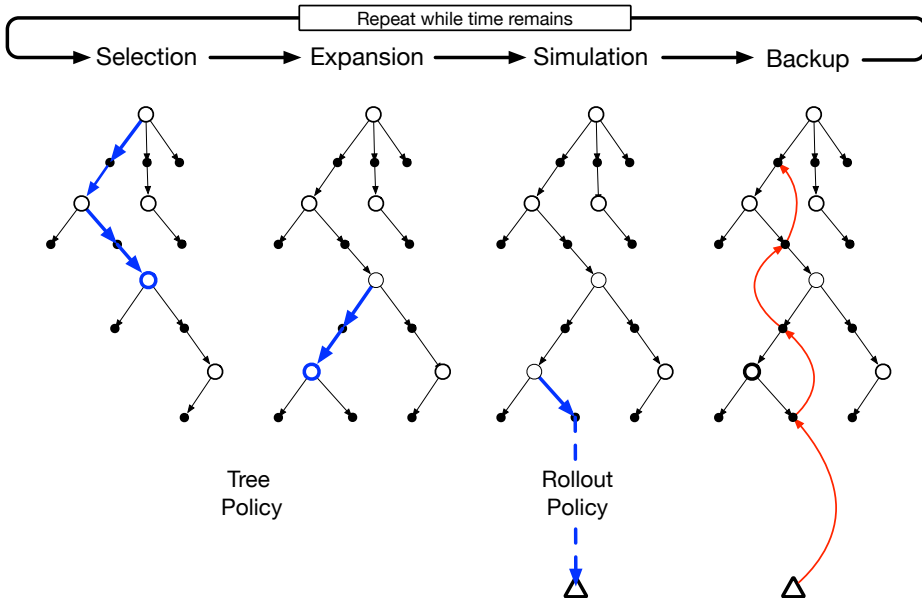 Repeat while time remains
Selection
Expansion
Simulation
Backup
Tree
Policy
Rollout
Policy